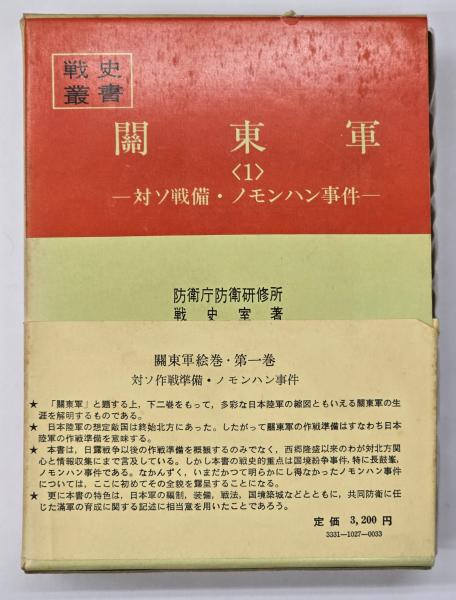 戦史
叢書
關東軍
〈1〉
―対ソ戦備・ノモンハン事件―
防衛庁防衛研修所
戦史室著
關東軍絵巻・第一巻
対ソ作戦準備・ノモンハン事件
★ 「關東軍」と題する上，下二巻をもって，多彩な日本陸軍の縮図ともいえる關東軍の生
涯を解明するものである。
★ 日本陸軍の想定敵国は終始北方にあった。したがって關東軍の作戦準備はすなわち日本
陸軍の作戦準備を意味する。
★ 本書は，日露戦争以後の作戦準備を概観するのみでなく，西郷隆盛以来のわが対北方関
心と情報収集にまで言及している。しかし本書の戦史的重点は国境紛争事件，特に長鼓峯，
ノモンハン事件である。なかんずく，いまだかつて明らかにし得なかったノモンハン事件
については，ここに初めてその全貌を露呈することになる。
★ 更に本書の特色は，日本軍の編制，装備，戦法，国境築城などとともに，共同防衛に任
じた満軍の育成に関する記述に相当意を用いたことであろう。
定価 3,200円
3331-1027-0033